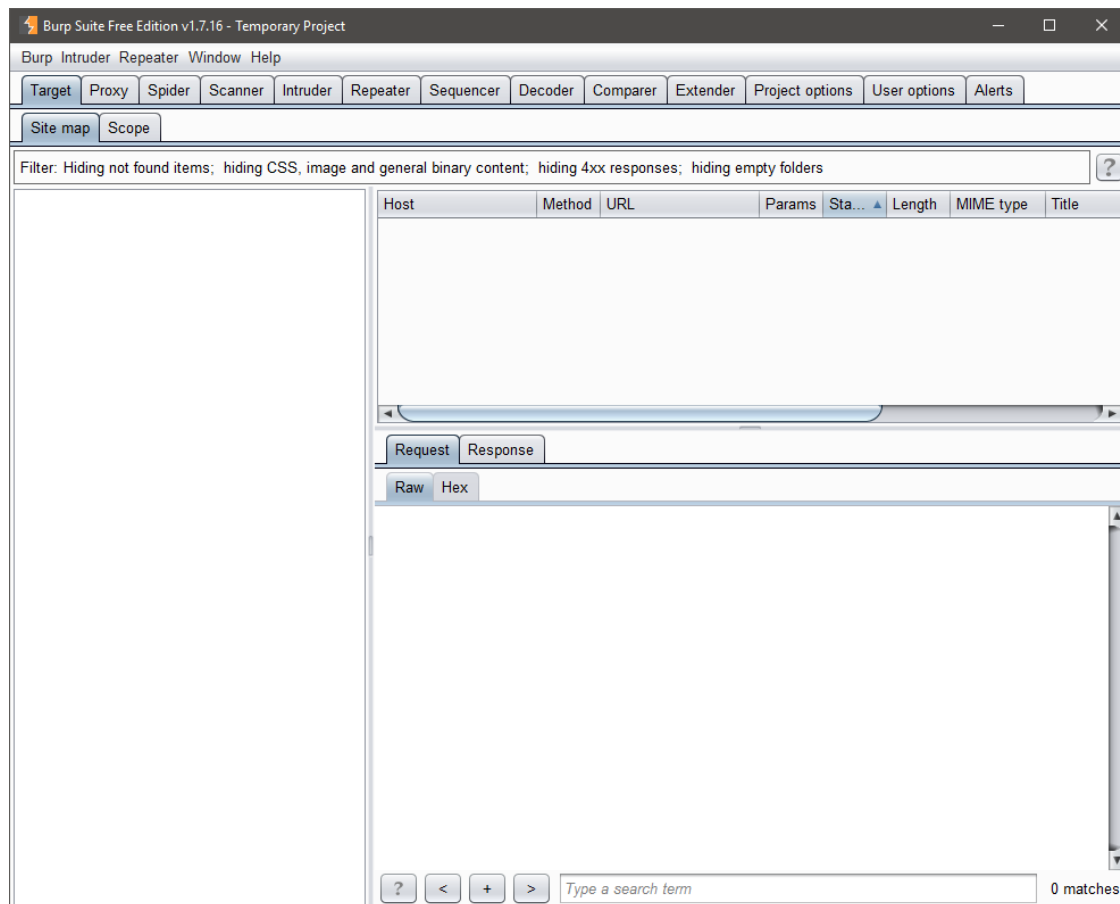 Burp Suite Free Edition v1.7.16 - Temporary Project
Burp Intruder Repeater Window Help
Target Proxy Spider Scanner Intruder Repeater Sequencer Decoder Comparer Extender Project options User options Alerts
Site map Scope
Filter: Hiding not found items; hiding CSS, image and general binary content; hiding 4xx responses; hiding empty folders
?
Host Method URL Params Sta... Length MIME type Title
Request Response
Raw Hex
? < + > Type a search term 0 matches